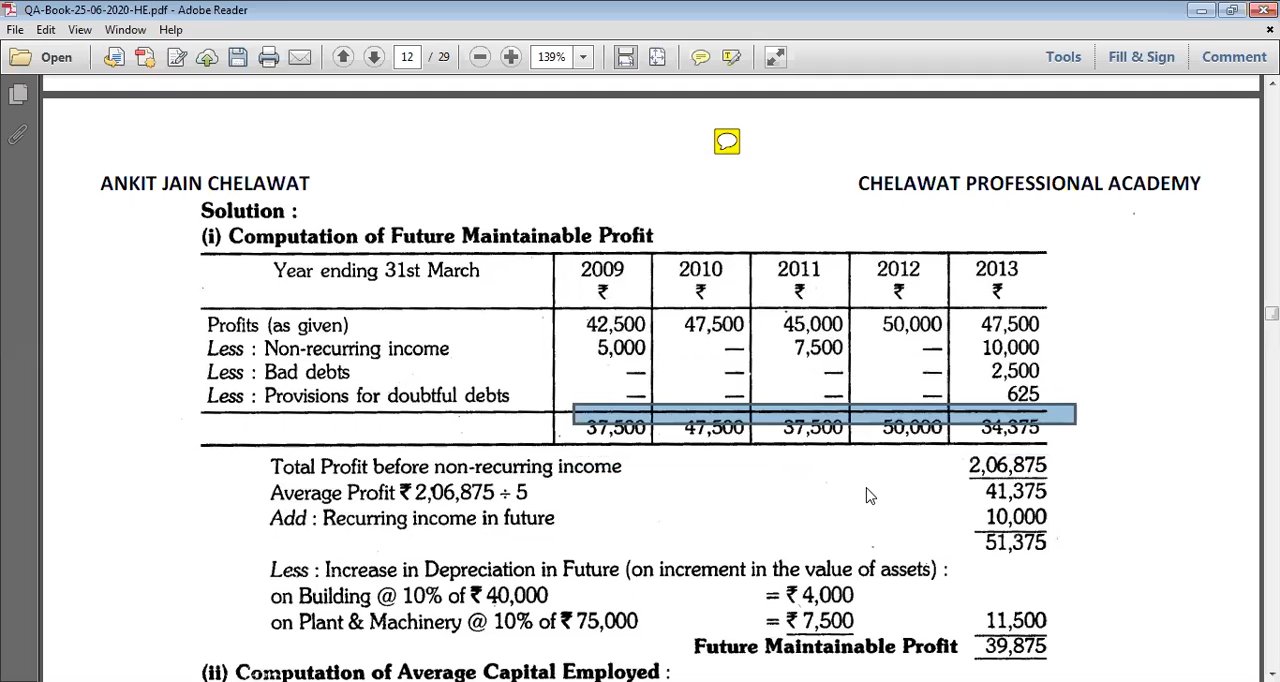 QA-Book-25-06-2020-HE.pdf - Adobe Reader
File Edit View Window Help
Open 12 / 29 139% Tools Fill & Sign Comment
ANKIT JAIN CHELAWAT CHELAWAT PROFESSIONAL ACADEMY
Solution :
(i) Computation of Future Maintainable Profit
Year ending 31st March 2009 2010 2011 2012 2013
₹ ₹ ₹ ₹ ₹
Profits (as given) 42,500 47,500 45,000 50,000 47,500
Less : Non-recurring income 5,000 — 7,500 — 10,000
Less : Bad debts — — — — 2,500
Less : Provisions for doubtful debts — — — — 625
37,500 47,500 37,500 50,000 34,375
Total Profit before non-recurring income 2,06,875
Average Profit ₹ 2,06,875 ÷ 5 41,375
Add : Recurring income in future 10,000
51,375
Less : Increase in Depreciation in Future (on increment in the value of assets) :
on Building @ 10% of ₹ 40,000 = ₹ 4,000
on Plant & Machinery @ 10% of ₹ 75,000 = ₹ 7,500 11,500
Future Maintainable Profit 39,875
(ii) Computation of Average Capital Employed :